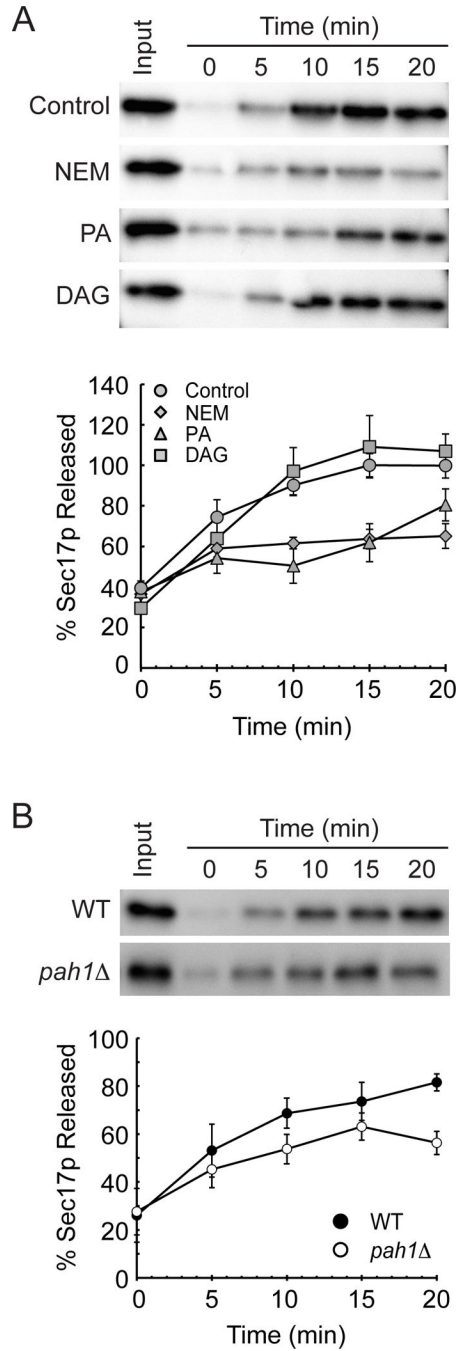 A
Input
Time (min)
0 5 10 15 20
Control
NEM
PA
DAG
140
120
100
80
60
40
20
0
% Sec17p Released
Control
NEM
PA
DAG
0 5 10 15 20
Time (min)
B
Input
Time (min)
0 5 10 15 20
WT
pah1Δ
100
80
60
40
20
0
% Sec17p Released
WT
pah1Δ
0 5 10 15 20
Time (min)